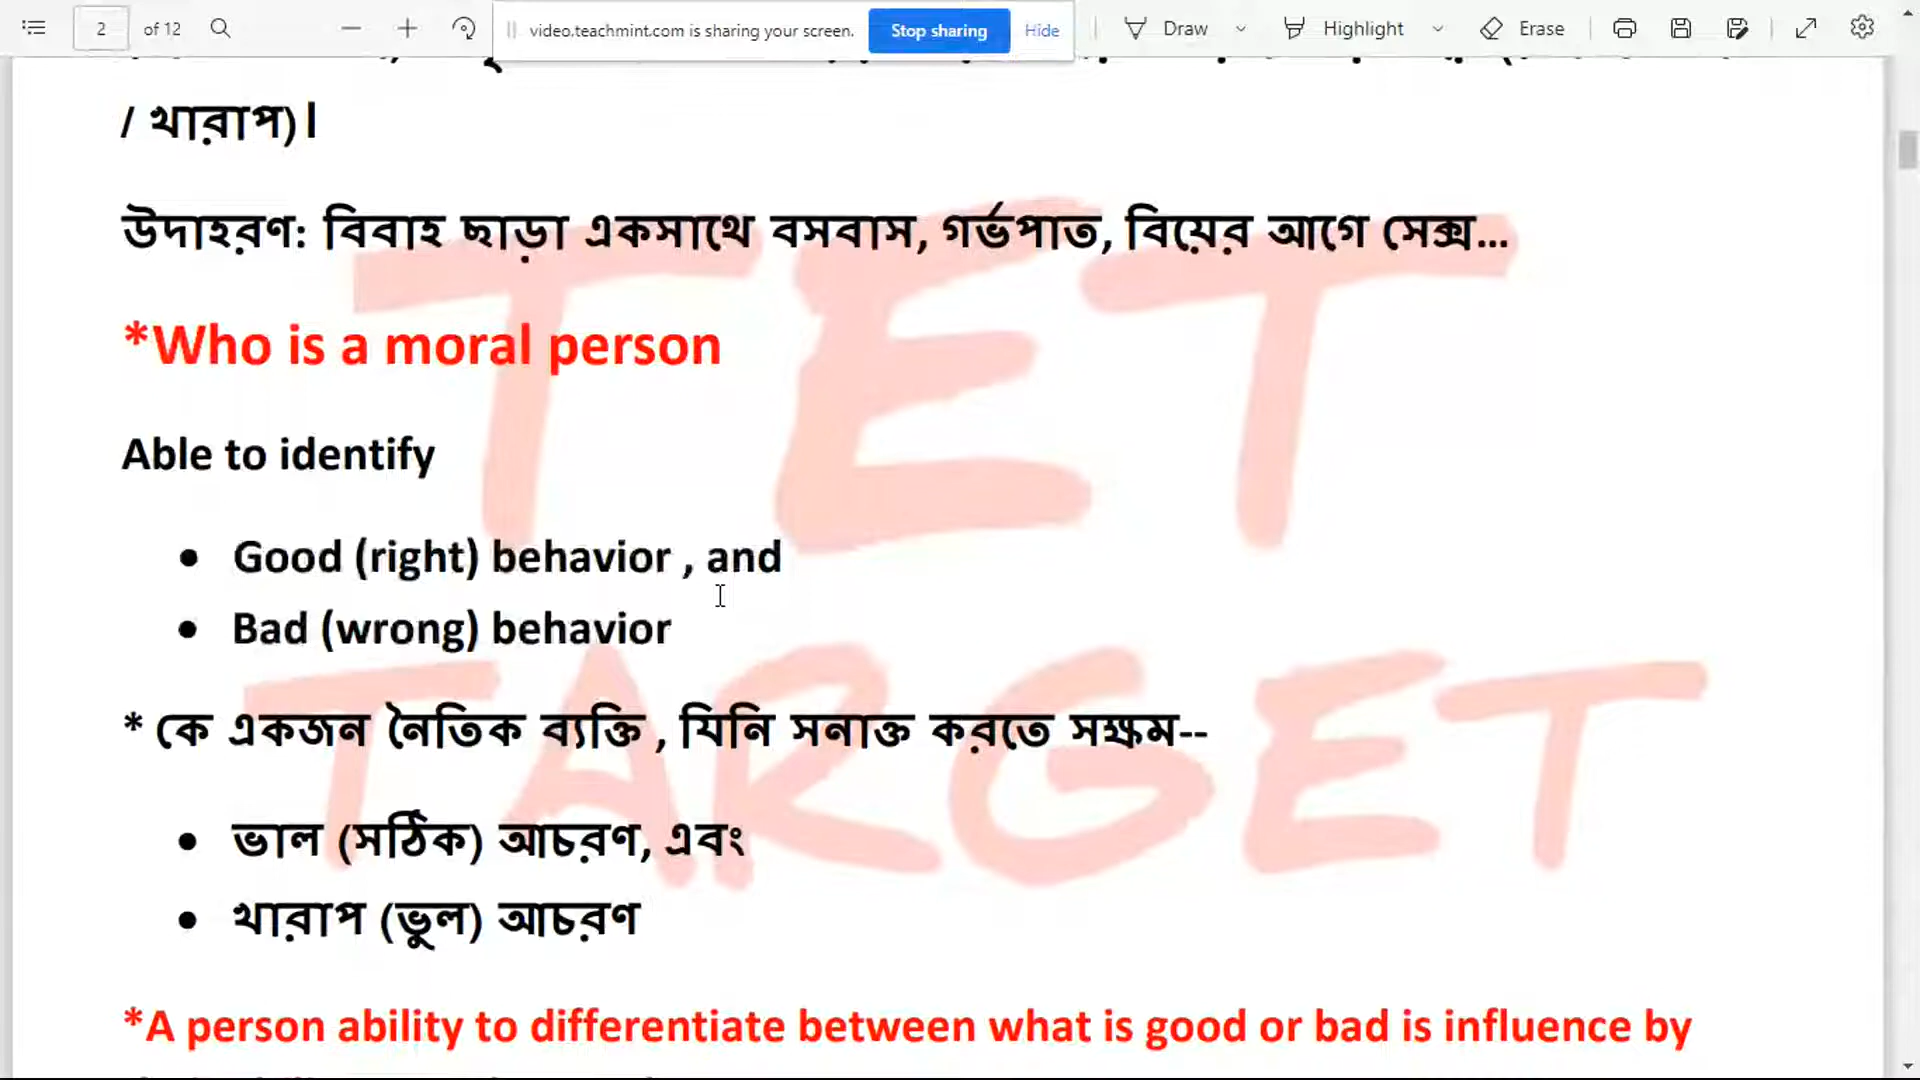 2 of 12
video.teachmint.com is sharing your screen. Stop sharing Hide
Draw Highlight Erase
/ খারাপ)।
উদাহরণ: বিবাহ ছাড়া একসাথে বসবাস, গর্ভপাত, বিয়ের আগে সেক্স...
*Who is a moral person
Able to identify
• Good (right) behavior , and
• Bad (wrong) behavior
* কে একজন নৈতিক ব্যক্তি , যিনি সনাক্ত করতে সক্ষম--
• ভাল (সঠিক) আচরণ, এবং
• খারাপ (ভুল) আচরণ
*A person ability to differentiate between what is good or bad is influence by
TET
TARGET